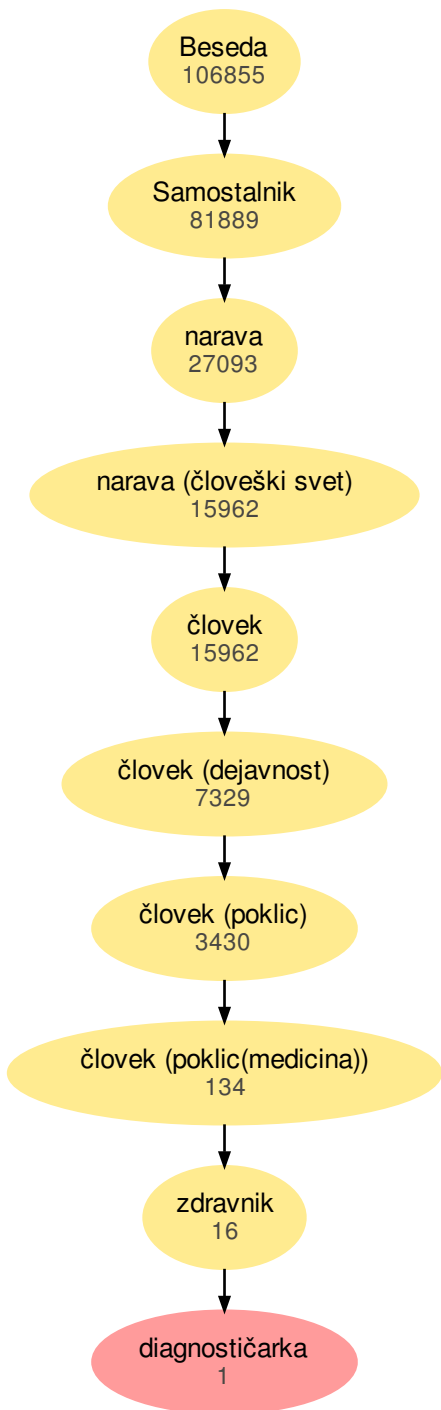 Beseda
106855
Samostalnik
81889
narava
27093
narava (človeški svet)
15962
človek
15962
človek (dejavnost)
7329
človek (poklic)
3430
človek (poklic(medicina))
134
zdravnik
16
diagnostičarka
1